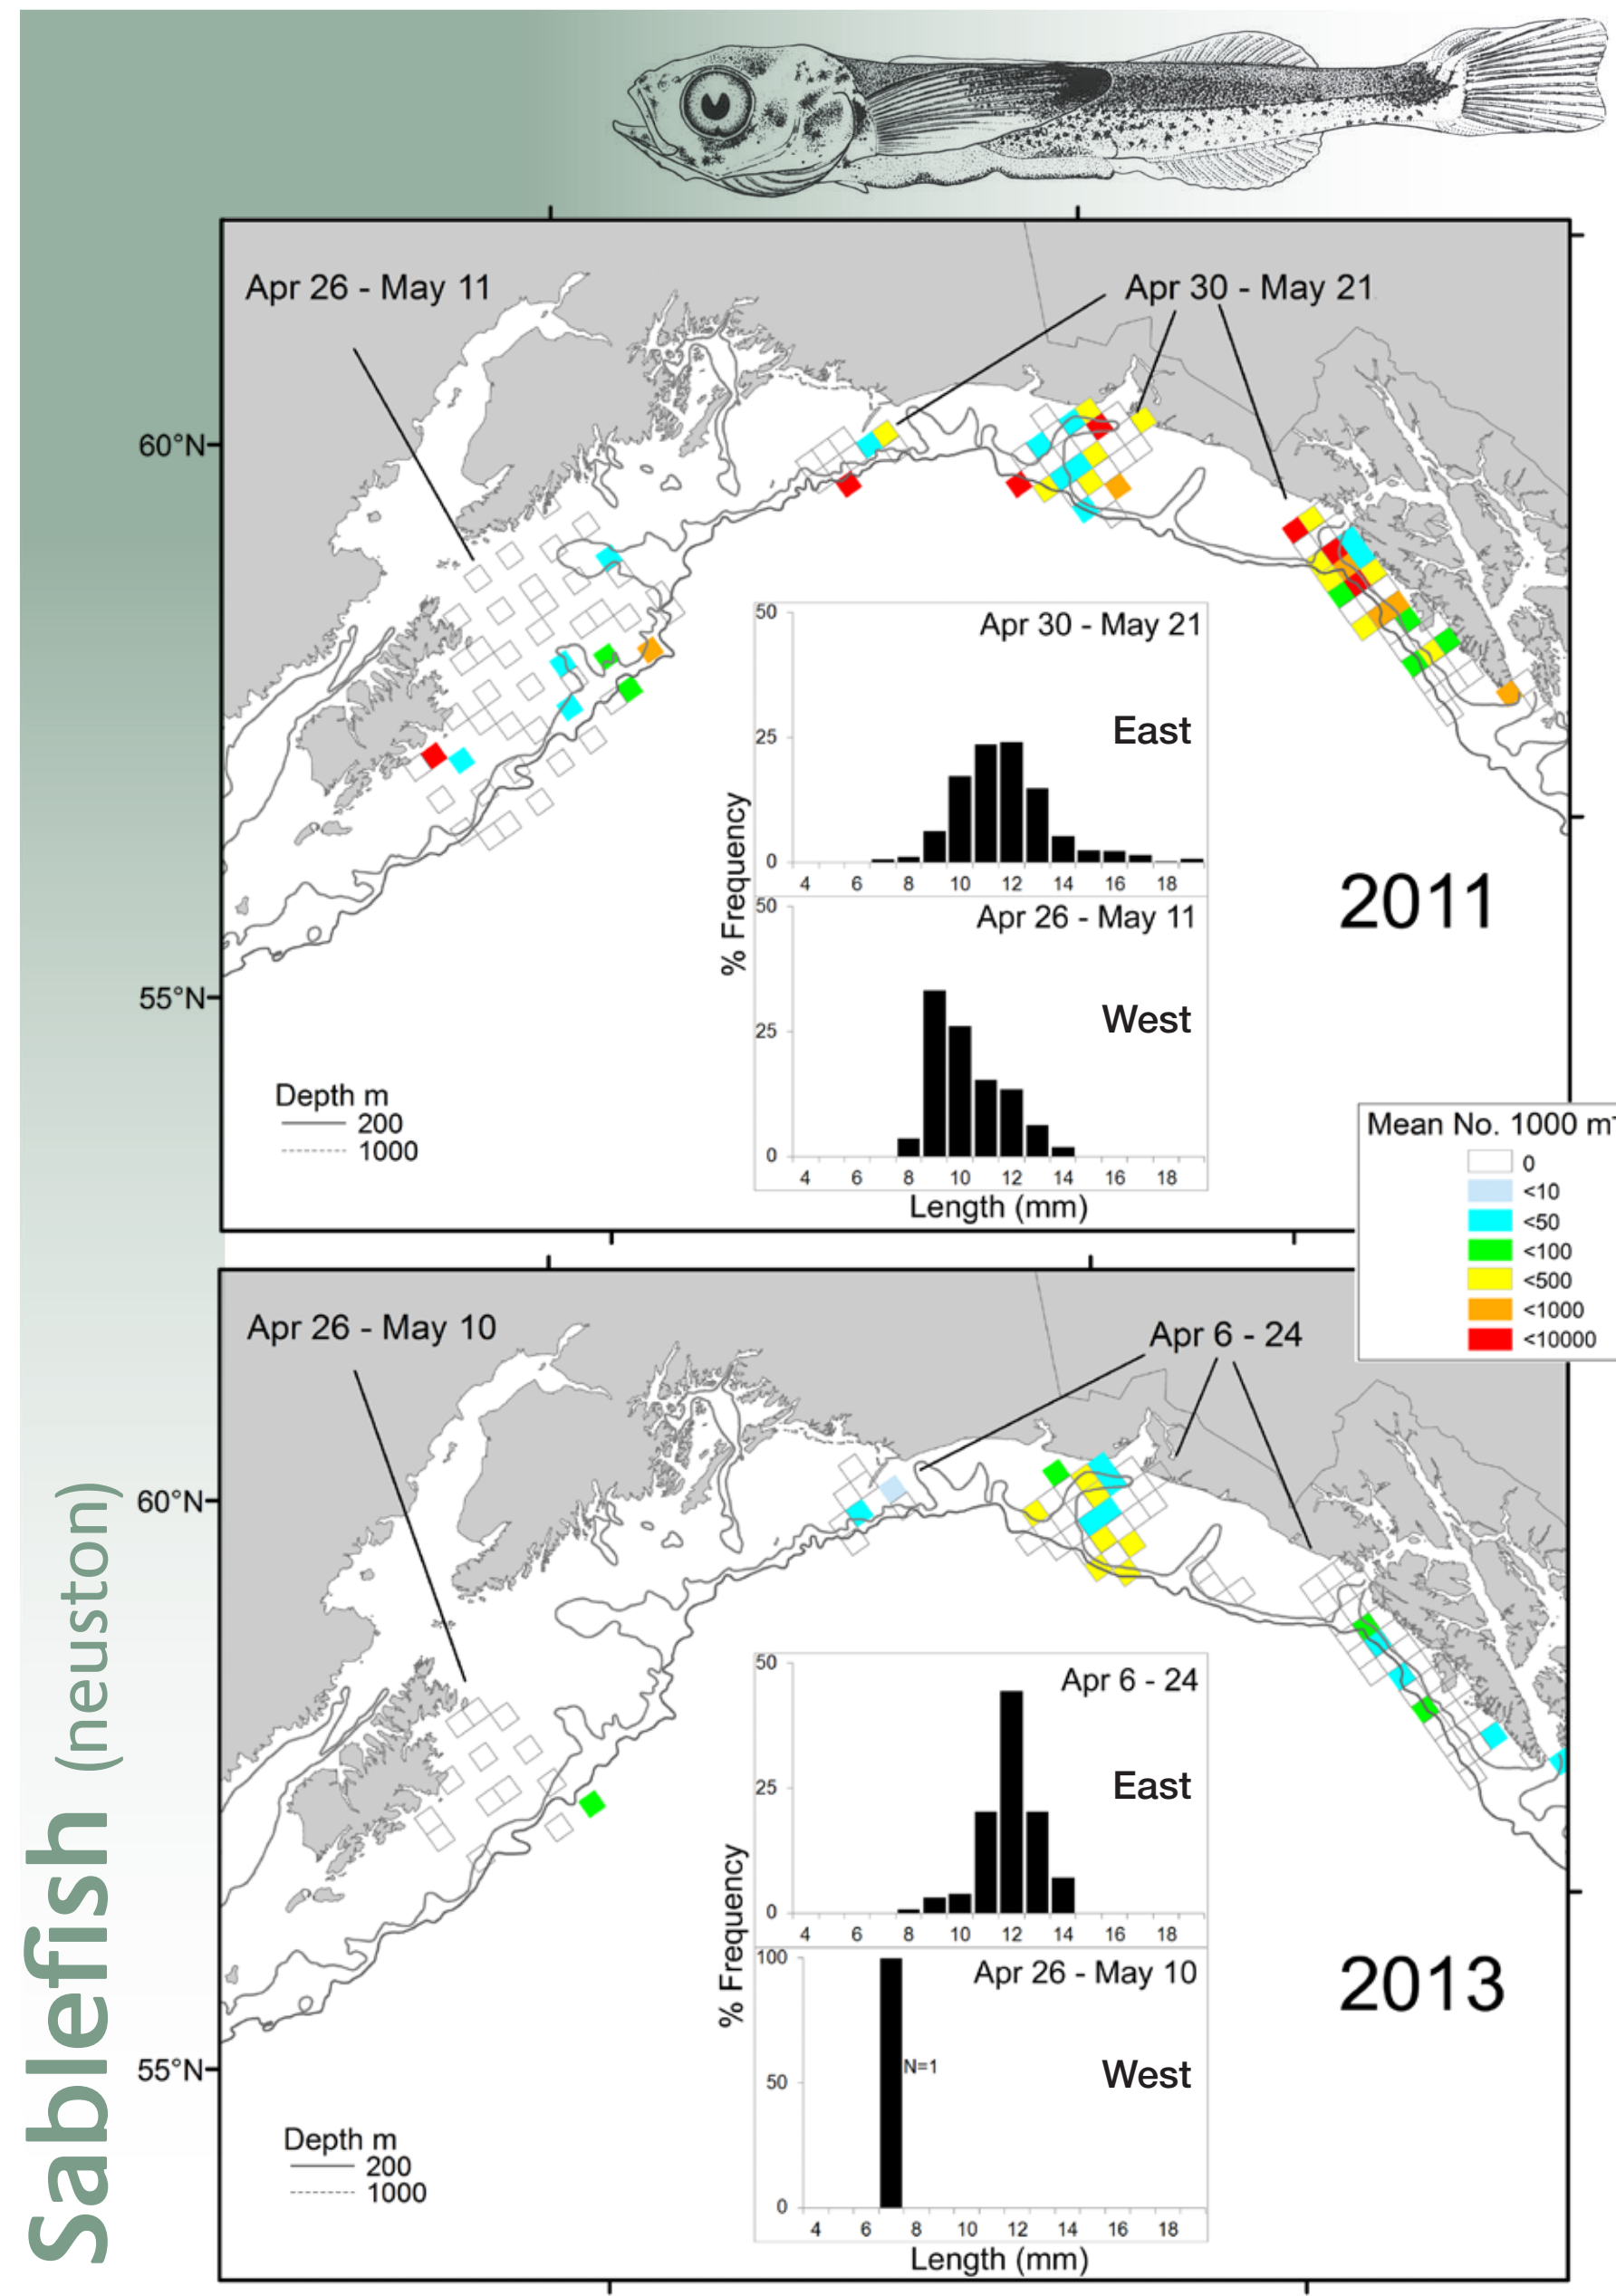 Sablefish (neuston)
Apr 26 - May 11
Apr 30 - May 21
60°N
55°N
50
Apr 30 - May 21
East
25
0
4 6 8 10 12 14 16 18
% Frequency
50
Apr 26 - May 11
West
25
0
4 6 8 10 12 14 16 18
Length (mm)
2011
Depth m
200
1000
Mean No. 1000 m
0
<10
<50
<100
<500
<1000
<10000
Apr 26 - May 10
Apr 6 - 24
60°N
55°N
50
Apr 6 - 24
East
25
0
4 6 8 10 12 14 16 18
% Frequency
100
Apr 26 - May 10
N=1
West
50
0
4 6 8 10 12 14 16 18
Length (mm)
2013
Depth m
200
1000